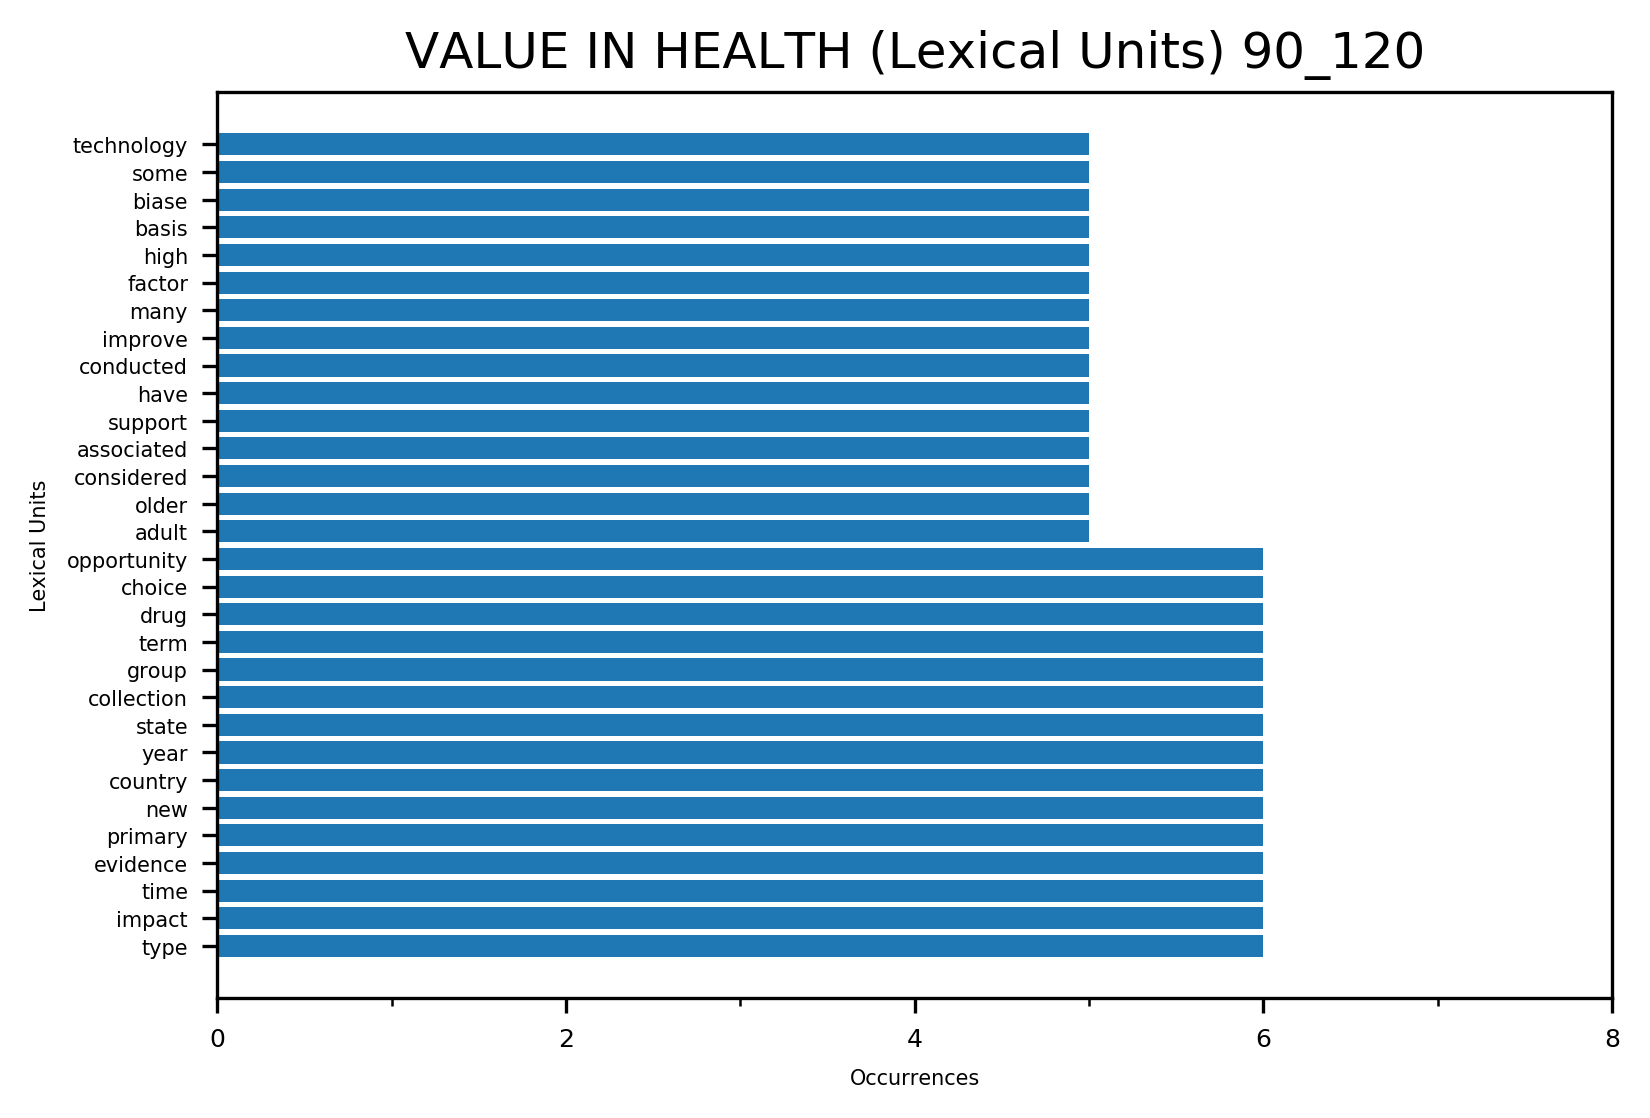 VALUE IN HEALTH (Lexical Units) 90_120
technology
some
biase
basis
high
factor
many
improve
conducted
have
support
associated
considered
older
adult
opportunity
choice
drug
term
group
collection
state
year
country
new
primary
evidence
time
impact
type
Lexical Units
0 2 4 6 8
Occurrences